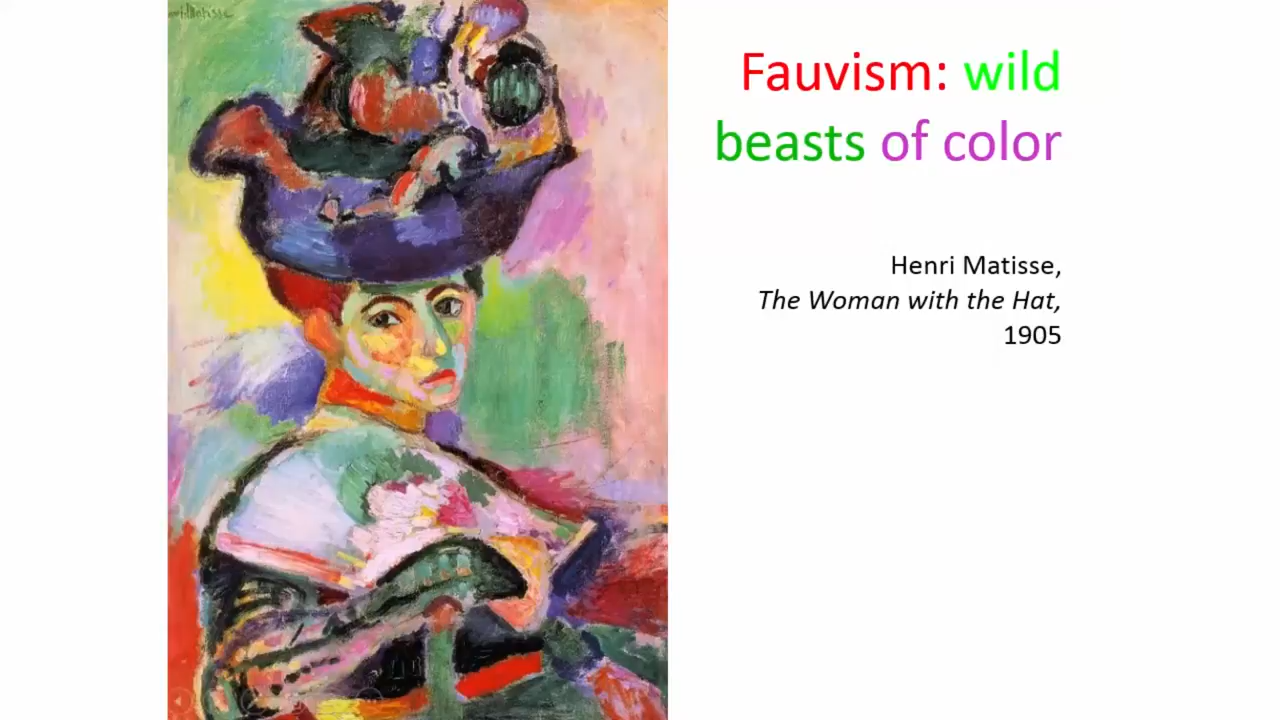 Fauvism: wild
beasts of color
Henri Matisse,
The Woman with the Hat,
1905